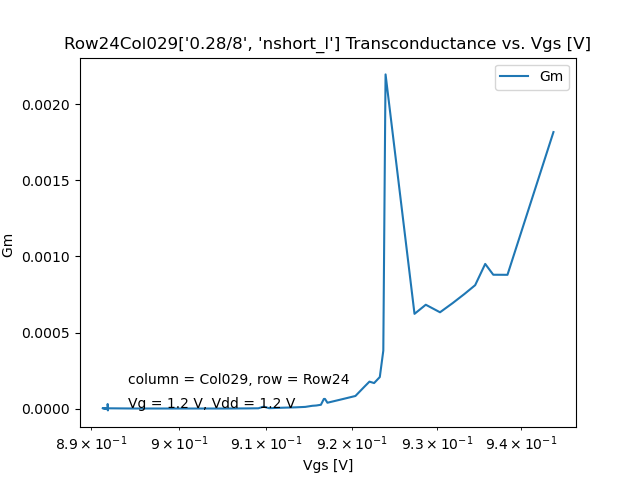 Row24Col029['0.28/8', 'nshort_l'] Transconductance vs. Vgs [V]
Gm
0.0020
0.0015
0.0010
0.0005
0.0000
Gm
column = Col029, row = Row24
Vg = 1.2 V, Vdd = 1.2 V
8.9 × 10⁻¹ 9 × 10⁻¹ 9.1 × 10⁻¹ 9.2 × 10⁻¹ 9.3 × 10⁻¹ 9.4 × 10⁻¹
Vgs [V]